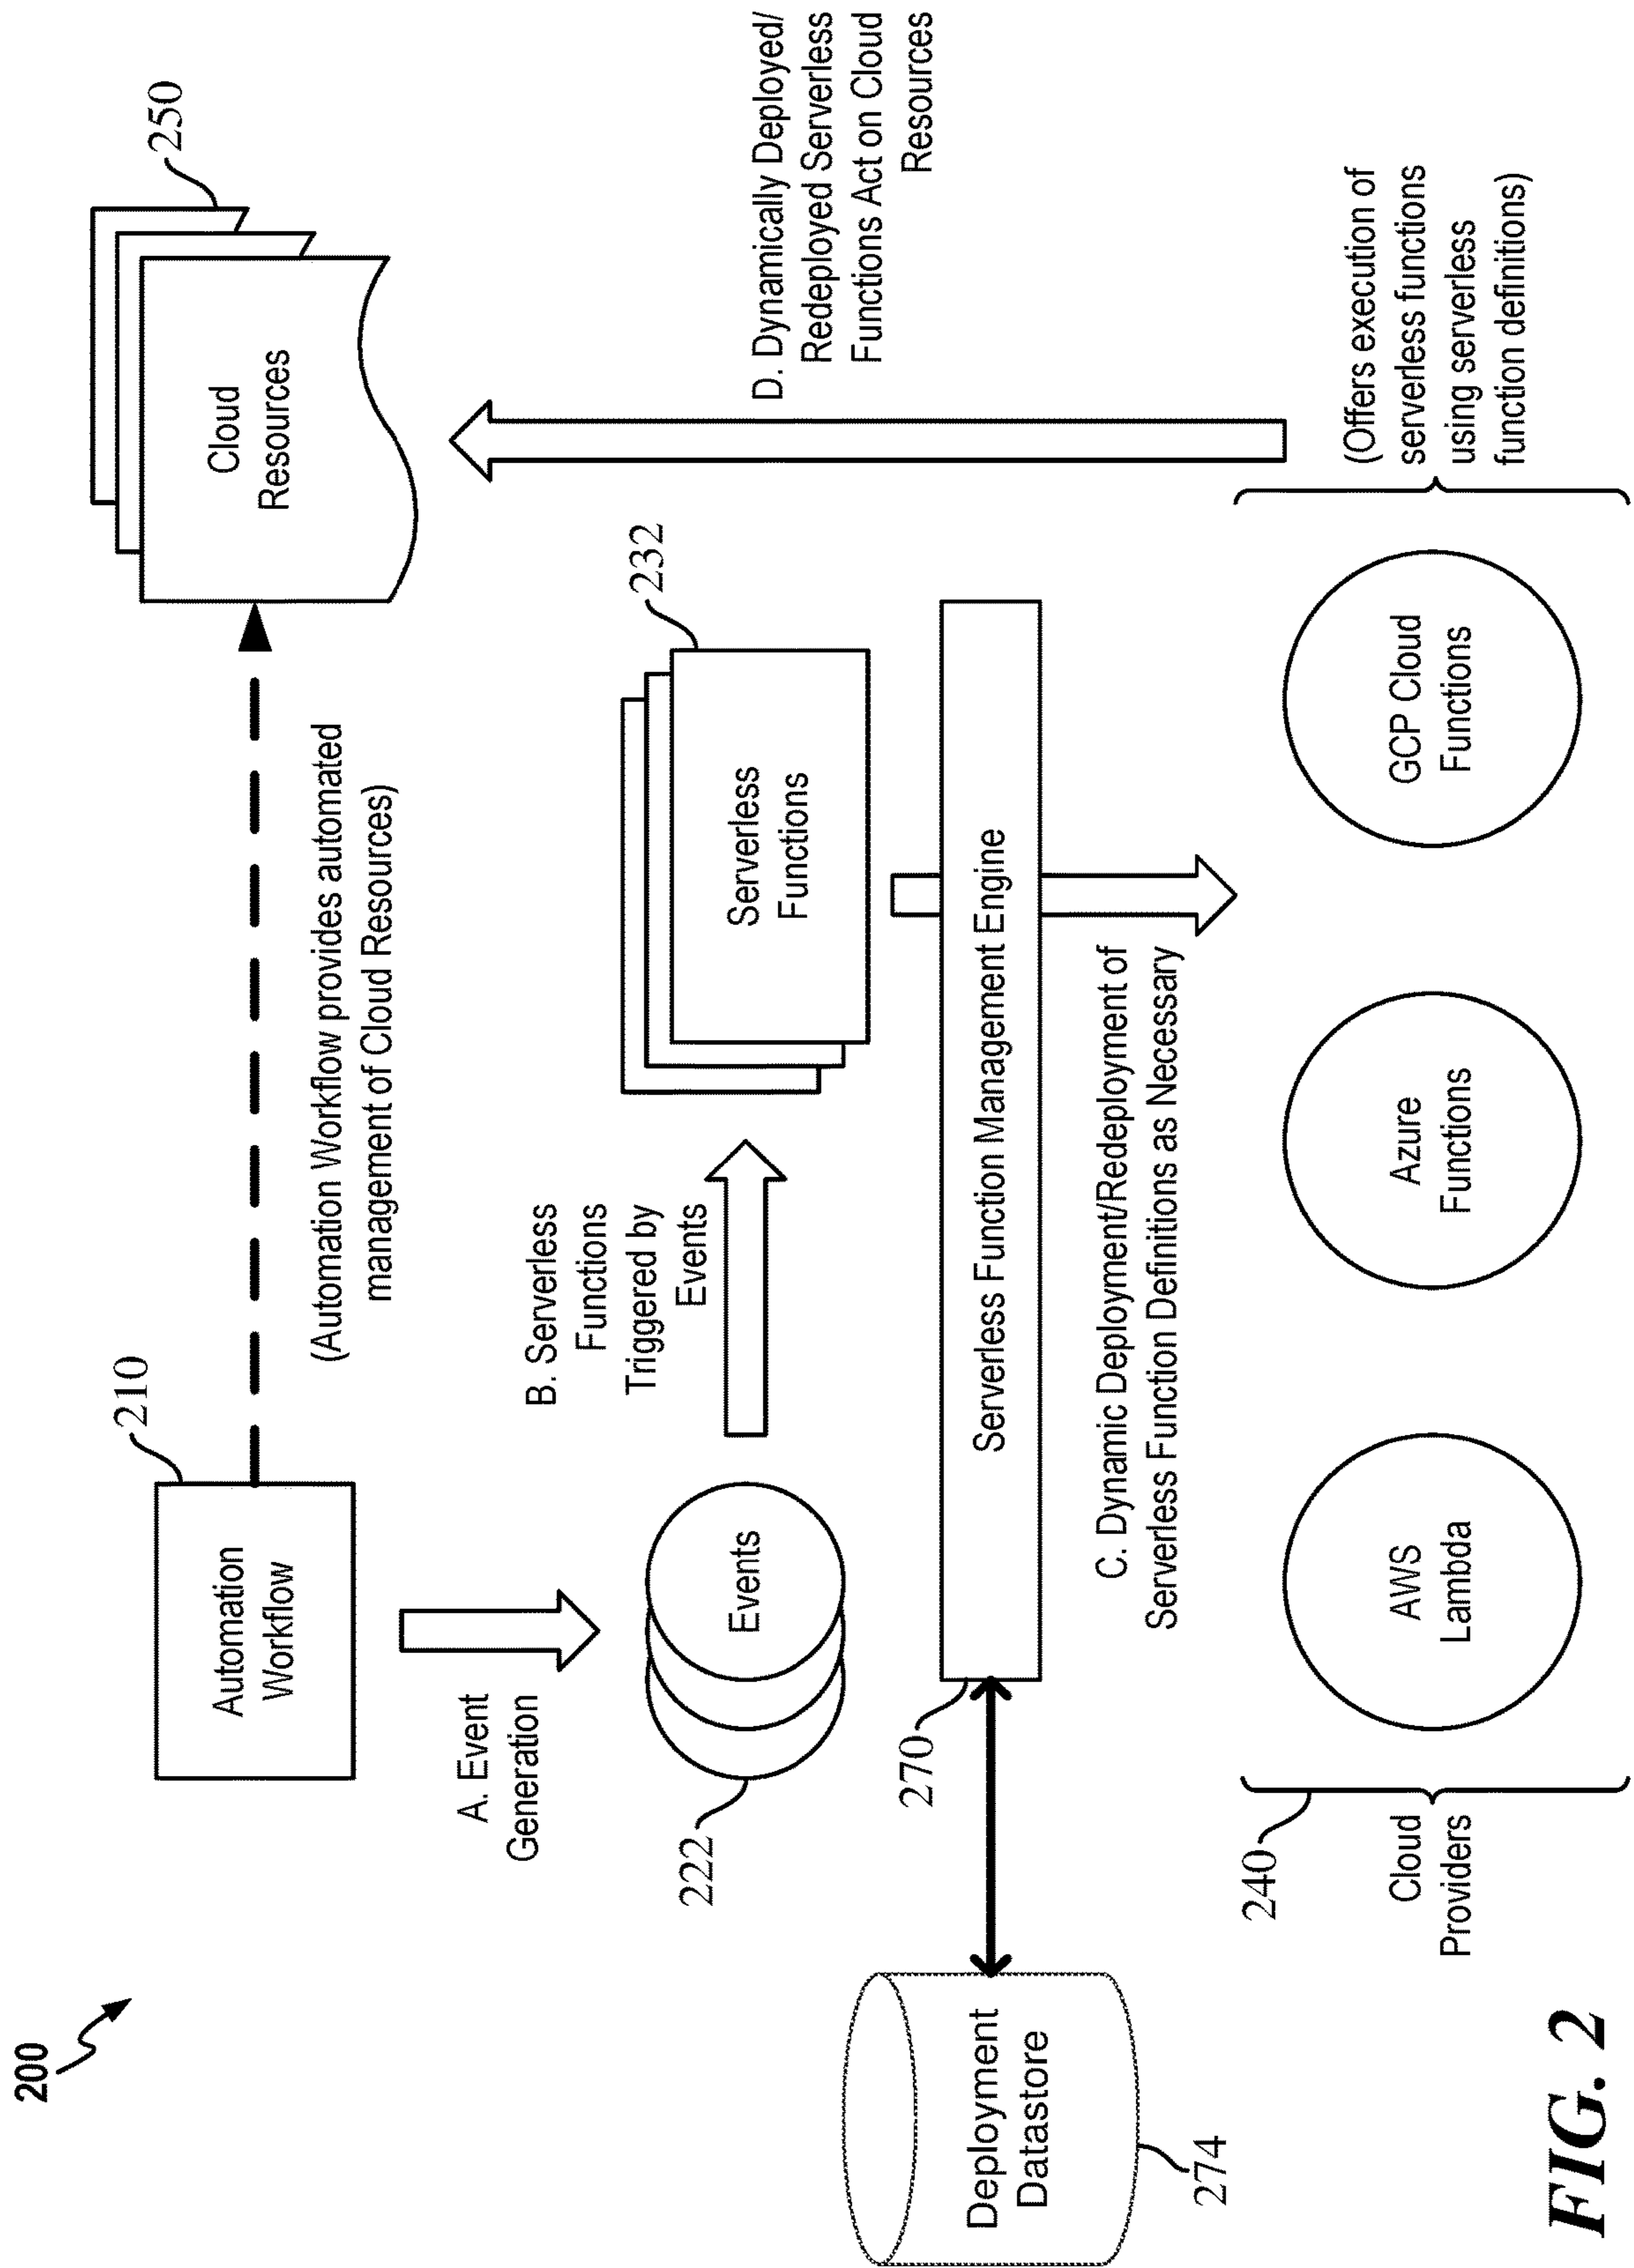 200
210
Automation
Workflow
(Automation Workflow provides automated
management of Cloud Resources)
250
Cloud
Resources
A. Event
Generation
222
Events
B. Serverless
Functions
Triggered by
Events
232
Serverless
Functions
D. Dynamically Deployed/
Redeployed Serverless
Functions Act on Cloud
Resources
Deployment
Datastore
274
270
Serverless Function Management Engine
C. Dynamic Deployment/Redeployment of
Serverless Function Definitions as Necessary
240
Cloud
Providers
AWS
Lambda
Azure
Functions
GCP Cloud
Functions
(Offers execution of
serverless functions
using serverless
function definitions)
FIG. 2